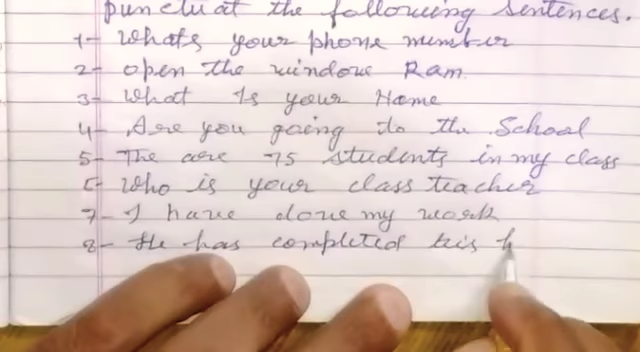 punctuat the following sentences.
1- whats your phone number
2- open the window Ram.
3- what Is your Name
4- Are you going to the School
5- The are 75 students in my class
6- who is your class teacher
7- I have done my work
8- He has completed his h